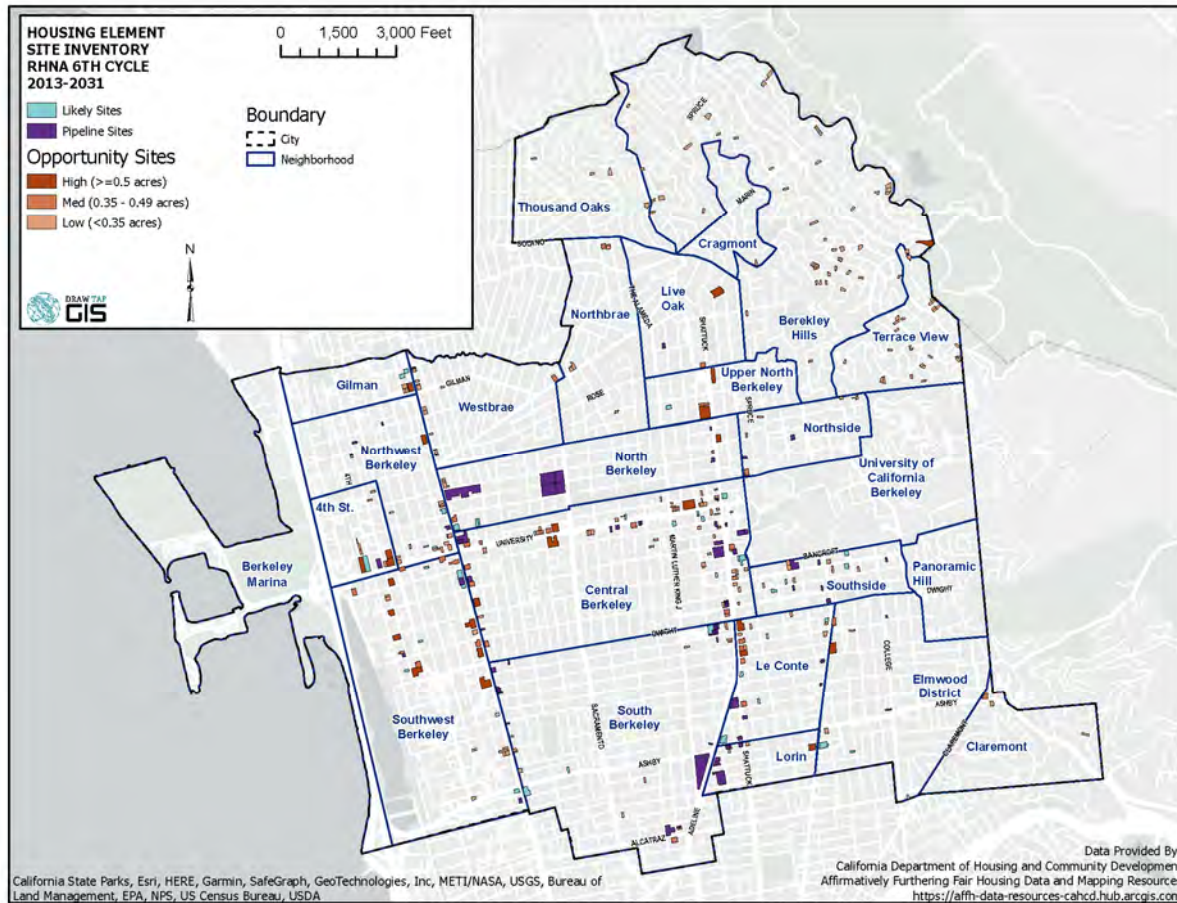 HOUSING ELEMENT
SITE INVENTORY
RHNA 6TH CYCLE
2013-2031
0 1,500 3,000 Feet
Likely Sites
Pipeline Sites
Opportunity Sites
High (>=0.5 acres)
Med (0.35 - 0.49 acres)
Low (<0.35 acres)
Boundary
City
Neighborhood
N
DRAW TAP
GIS
SPRUCE
Thousand Oaks
MARIN
SOLANO
Cragmont
THE ALAMEDA
Live
Oak
Northbrae
SHATTUCK
Berekley
Hills
Terrace View
Gilman
GILMAN
Westbrae
ROSE
Upper North
Berkeley
SPRUCE
Northside
Northwest
Berkeley
North
Berkeley
University of
California
Berkeley
4TH
4th St.
UNIVERSITY
MARTIN LUTHER KING J
BANCROFT
Berkeley
Marina
Central
Berkeley
Southside
Panoramic
Hill
DWIGHT
DWIGHT
Le Conte
COLLEGE
Elmwood
District
ASHBY
Southwest
Berkeley
SACRAMENTO
South
Berkeley
CLAREMONT
Claremont
ASHBY
SHATTUCK
Lorin
ADELINE
ALCATRAZ
California State Parks, Esri, HERE, Garmin, SafeGraph, GeoTechnologies, Inc, METI/NASA, USGS, Bureau of
Land Management, EPA, NPS, US Census Bureau, USDA
Data Provided By
California Department of Housing and Community Developmen
Affirmatively Furthering Fair Housing Data and Mapping Resource
https://affh-data-resources-cahcd.hub.arcgis.com